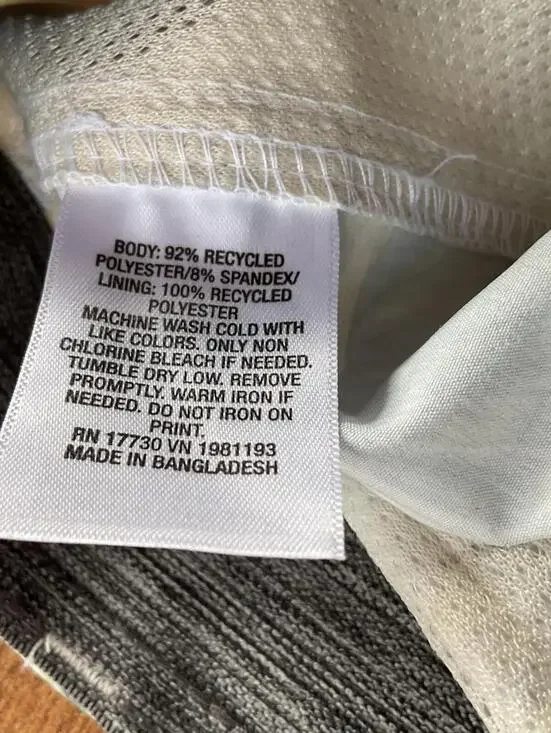 BODY: 92% RECYCLED
POLYESTER/8% SPANDEX/
LINING: 100% RECYCLED
POLYESTER
MACHINE WASH COLD WITH
LIKE COLORS. ONLY NON
CHLORINE BLEACH IF NEEDED.
TUMBLE DRY LOW. REMOVE
PROMPTLY. WARM IRON IF
NEEDED. DO NOT IRON ON
PRINT.
RN 17730 VN 1981193
MADE IN BANGLADESH